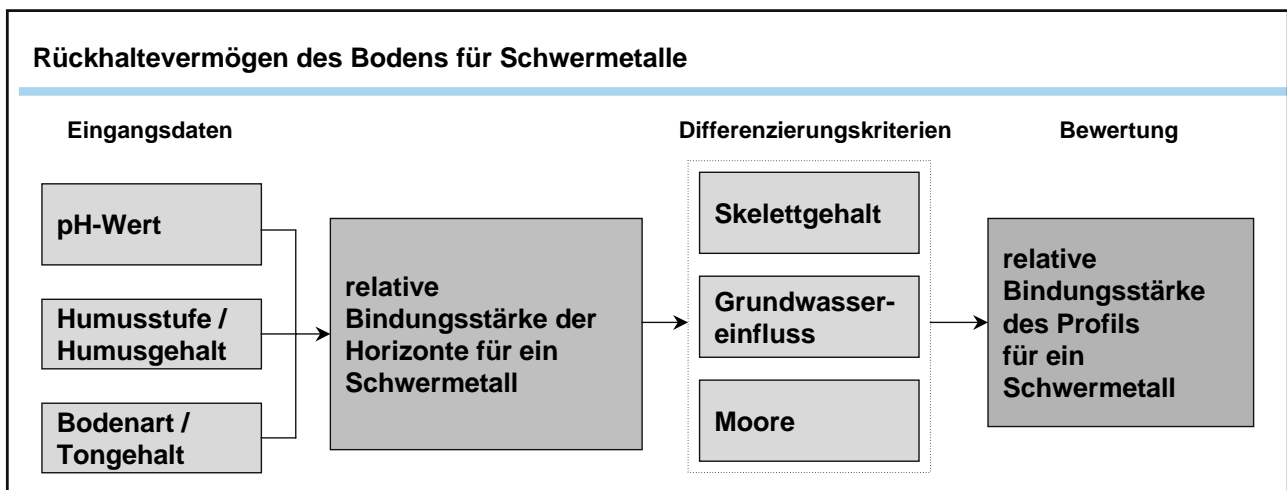 Rückhaltevermögen des Bodens für Schwermetalle
Eingangsdaten
Differenzierungskriterien
Bewertung
pH-Wert
Humusstufe /
Humusgehalt
Bodenart /
Tongehalt
relative
Bindungsstärke der
Horizonte für ein
Schwermetall
Skelettgehalt
Grundwasser-
einfluss
Moore
relative
Bindungsstärke
des Profils
für ein
Schwermetall